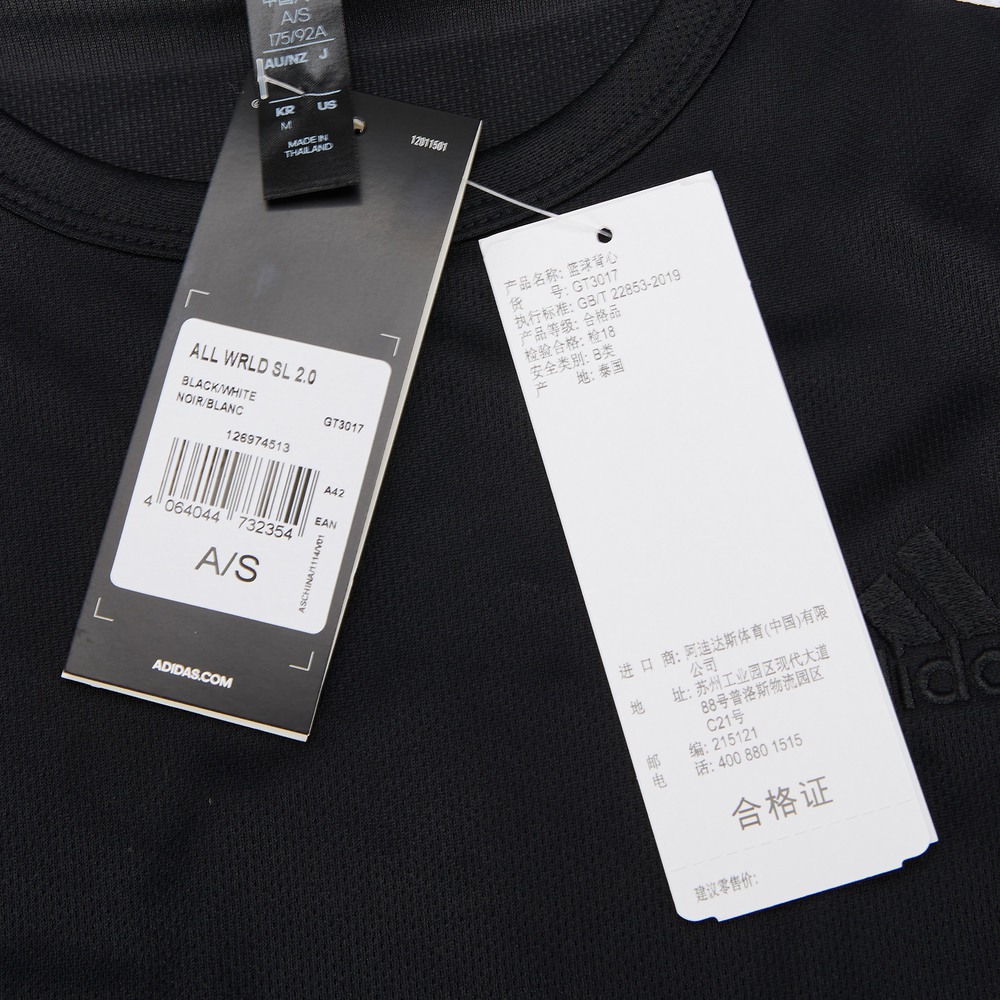 A/S
175/92A
AU/NZ J
KR US
M
MADE IN
THAILAND
12011501
ALL WRLD SL 2.0
BLACK/WHITE
NOIR/BLANC
GT3017
126974513
A42
4 064044 732354
EAN
A/S
ASCHINA/1114/V01
ADIDAS.COM
产品名称: 篮球背心
货 号: GT3017
执行标准: GB/T 22853-2019
产品等级: 合格品
检验合格: 检18
安全类别: B类
产 地: 泰国
进 口 商: 阿迪达斯体育(中国)有限
公司
地 址: 苏州工业园区现代大道
88号普洛斯物流园区
C21号
邮 编: 215121
电 话: 400 880 1515
合格证
建议零售价: